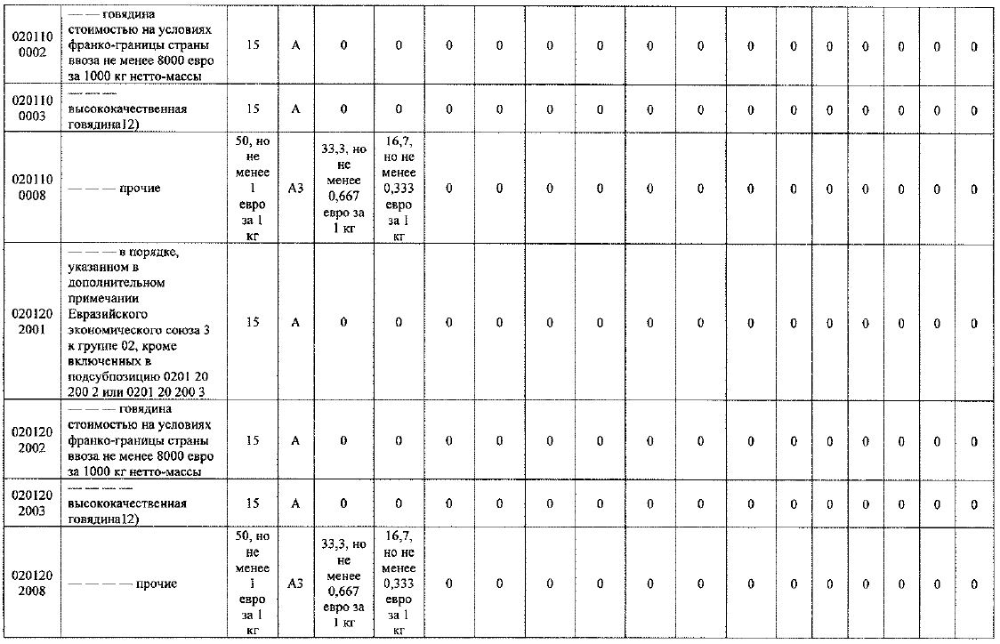 020110
0002
— — — говядина
стоимостью на условиях
франко-границы страны
ввоза не менее 8000 евро
за 1000 кг нетто-массы
15 A 0 0 0 0 0 0 0 0 0 0 0 0 0 0 0
020110
0003
— — — —
высококачественная
говядина12)
15 A 0 0 0 0 0 0 0 0 0 0 0 0 0 0 0
020110
0008
— — — — прочие
50, но
не
менее
1
евро
за 1
кг
A3
33,3, но
не
менее
0,667
евро за
1 кг
16,7,
но не
менее
0,333
евро
за 1
кг
0 0 0 0 0 0 0 0 0 0 0 0 0
020120
2001
— — — — в порядке,
указанном в
дополнительном
примечании
Евразийского
экономического союза 3
к группе 02, кроме
включенных в
подсубпозицию 0201 20
200 2 или 0201 20 200 3
15 A 0 0 0 0 0 0 0 0 0 0 0 0 0 0 0
020120
2002
— — — — говядина
стоимостью на условиях
франко-границы страны
ввоза не менее 8000 евро
за 1000 кг нетто-массы
15 A 0 0 0 0 0 0 0 0 0 0 0 0 0 0 0
020120
2003
— — — — —
высококачественная
говядина12)
15 A 0 0 0 0 0 0 0 0 0 0 0 0 0 0 0
020120
2008
— — — — — прочие
50, но
не
менее
1
евро
за 1
кг
A3
33,3, но
не
менее
0,667
евро за
1 кг
16,7,
но не
менее
0,333
евро
за 1
кг
0 0 0 0 0 0 0 0 0 0 0 0 0